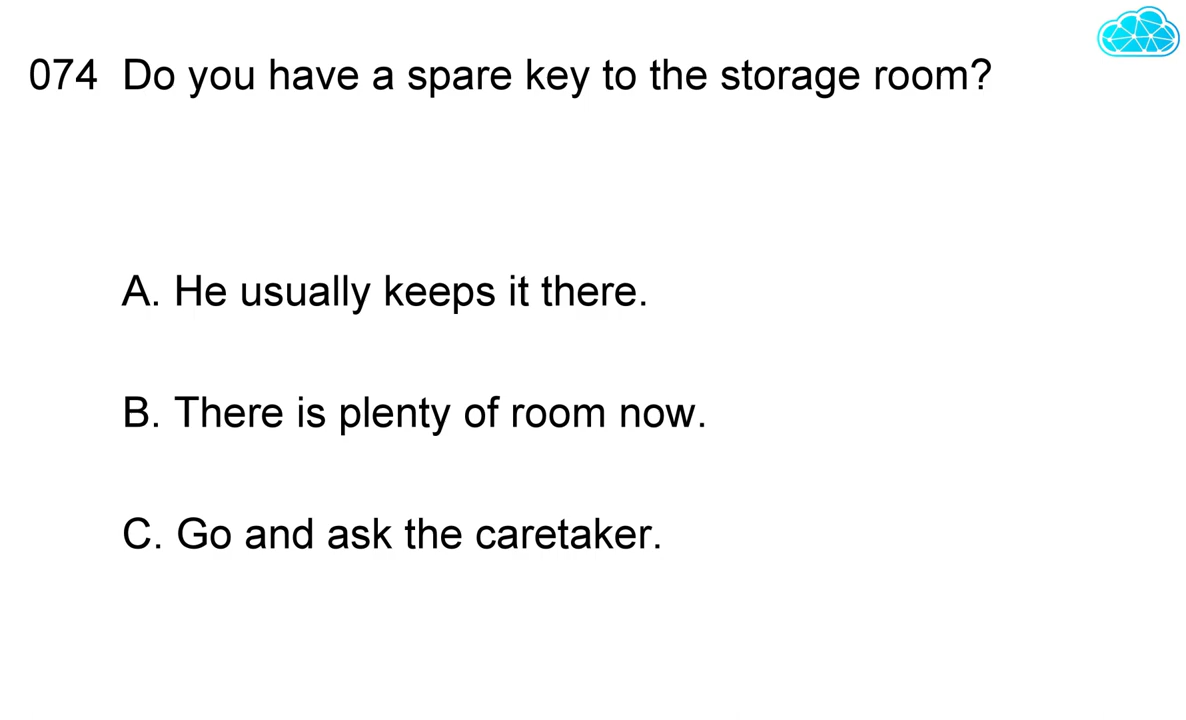 074 Do you have a spare key to the storage room?
A. He usually keeps it there.
B. There is plenty of room now.
C. Go and ask the caretaker.